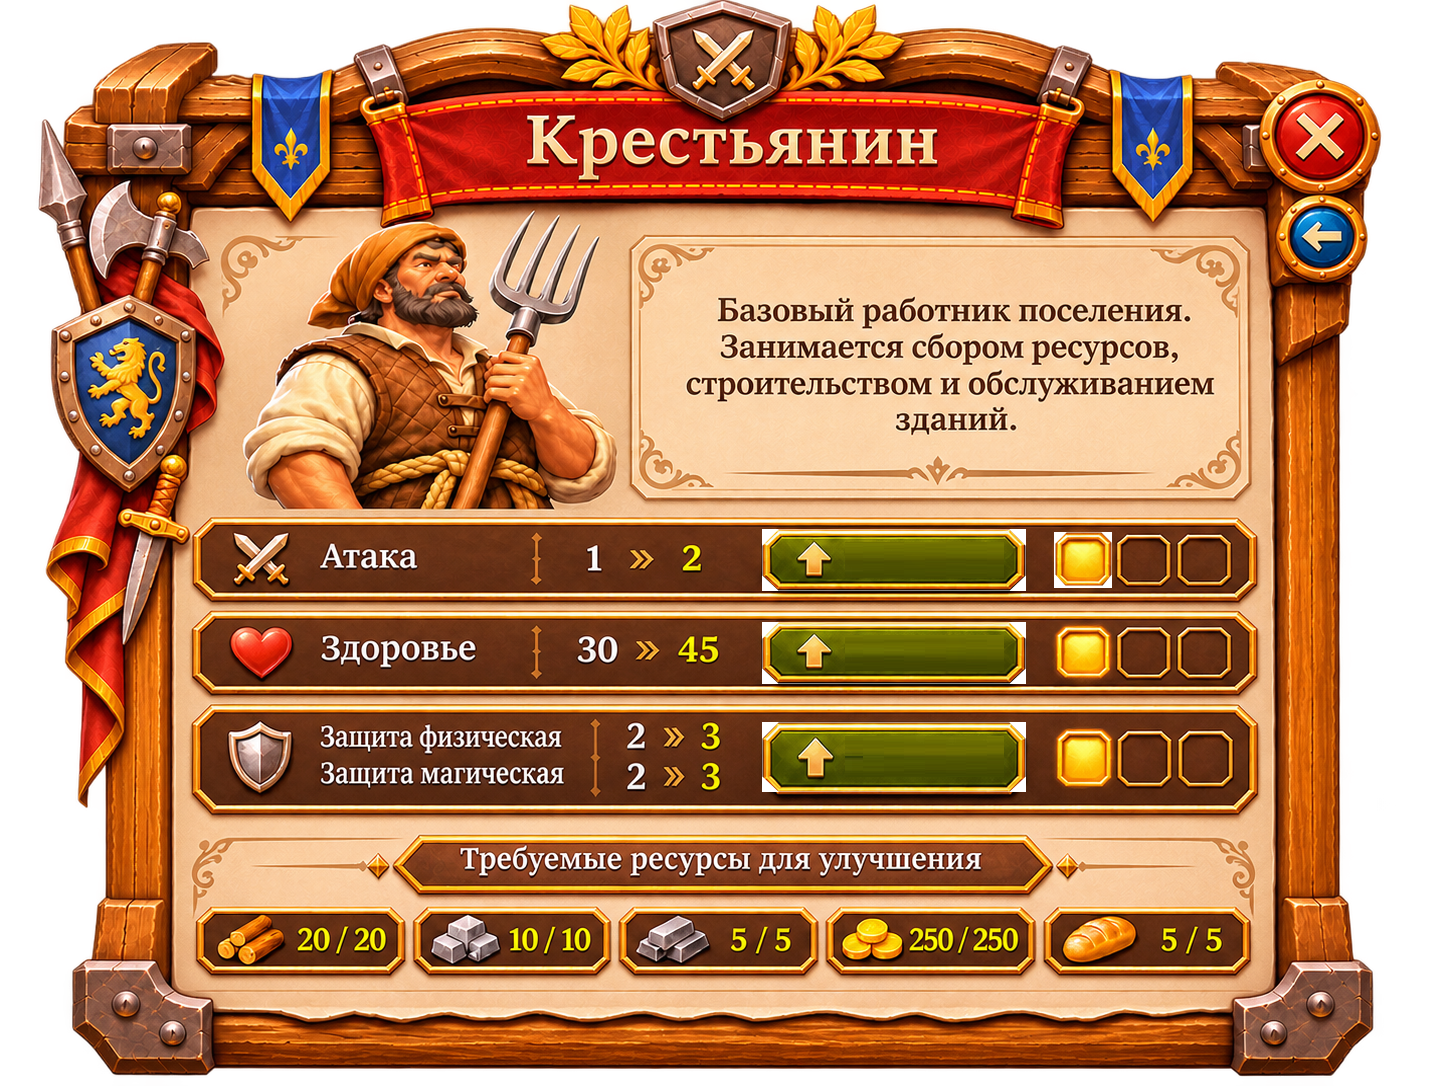 Крестьянин
Базовый работник поселения.
Занимается сбором ресурсов,
строительством и обслуживанием
зданий.
Атака 1 » 2
Здоровье 30 » 45
Защита физическая 2 » 3
Защита магическая 2 » 3
Требуемые ресурсы для улучшения
20 / 20 10 / 10 5 / 5 250 / 250 5 / 5